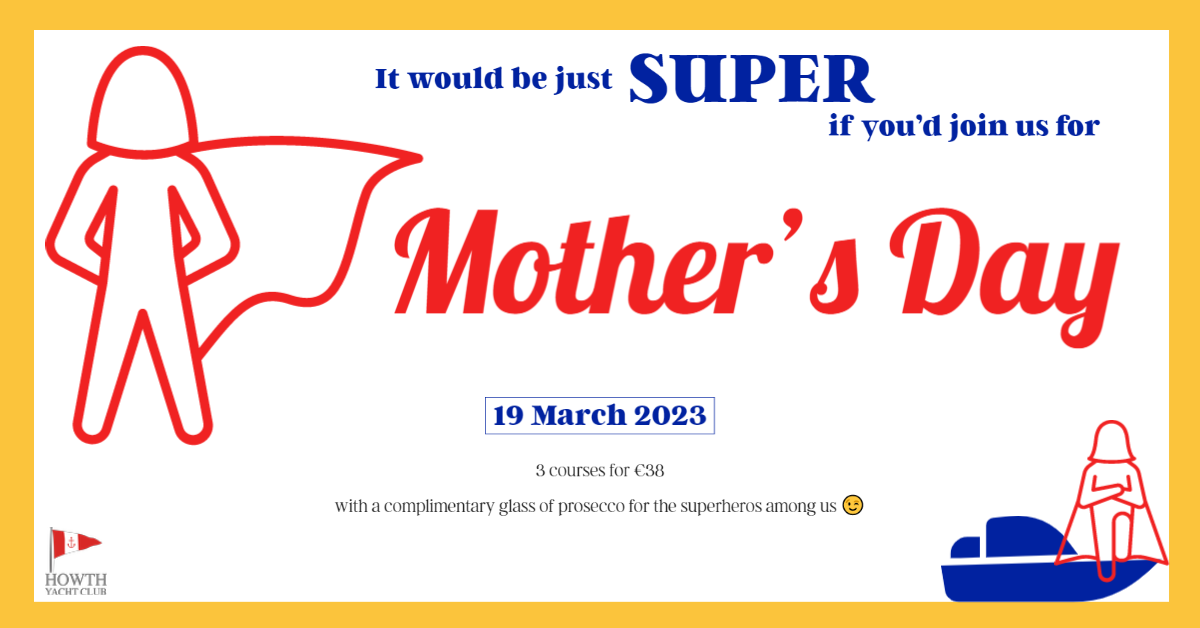 It would be just SUPER
if you'd join us for
Mother's Day
19 March 2023
3 courses for €38
with a complimentary glass of prosecco for the superheros among us 😉
HOWTH
YACHT CLUB